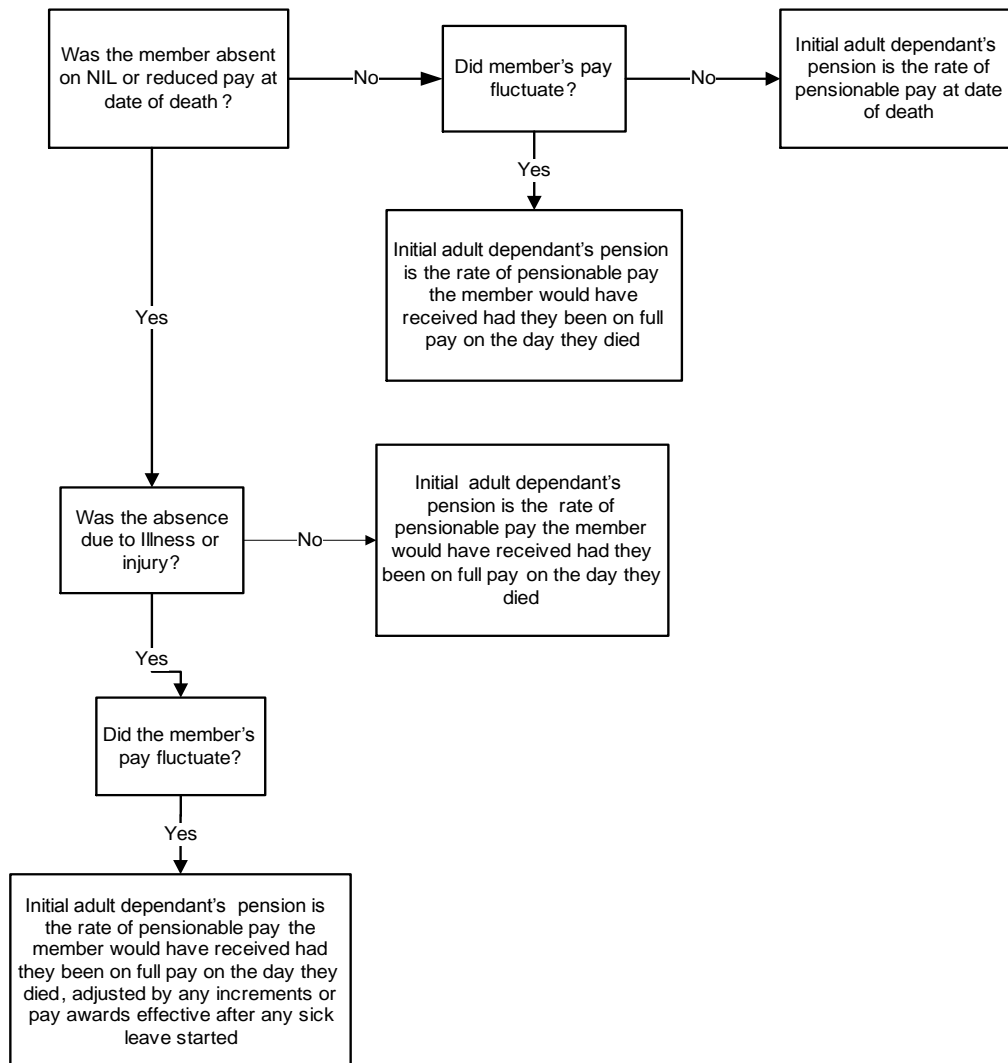 Was the member absent
on NIL or reduced pay at
date of death ?
No
Did member's pay
fluctuate?
No
Initial adult dependant's
pension is the rate of
pensionable pay at date
of death
Yes
Initial adult dependant's pension
is the rate of pensionable pay
the member would have
received had they been on full
pay on the day they died
Yes
Was the absence
due to Illness or
injury?
No
Initial adult dependant's
pension is the rate of
pensionable pay the member
would have received had they
been on full pay on the day they
died
Yes
Did the member's
pay fluctuate?
Yes
Initial adult dependant's pension is
the rate of pensionable pay the
member would have received had
they been on full pay on the day they
died, adjusted by any increments or
pay awards effective after any sick
leave started